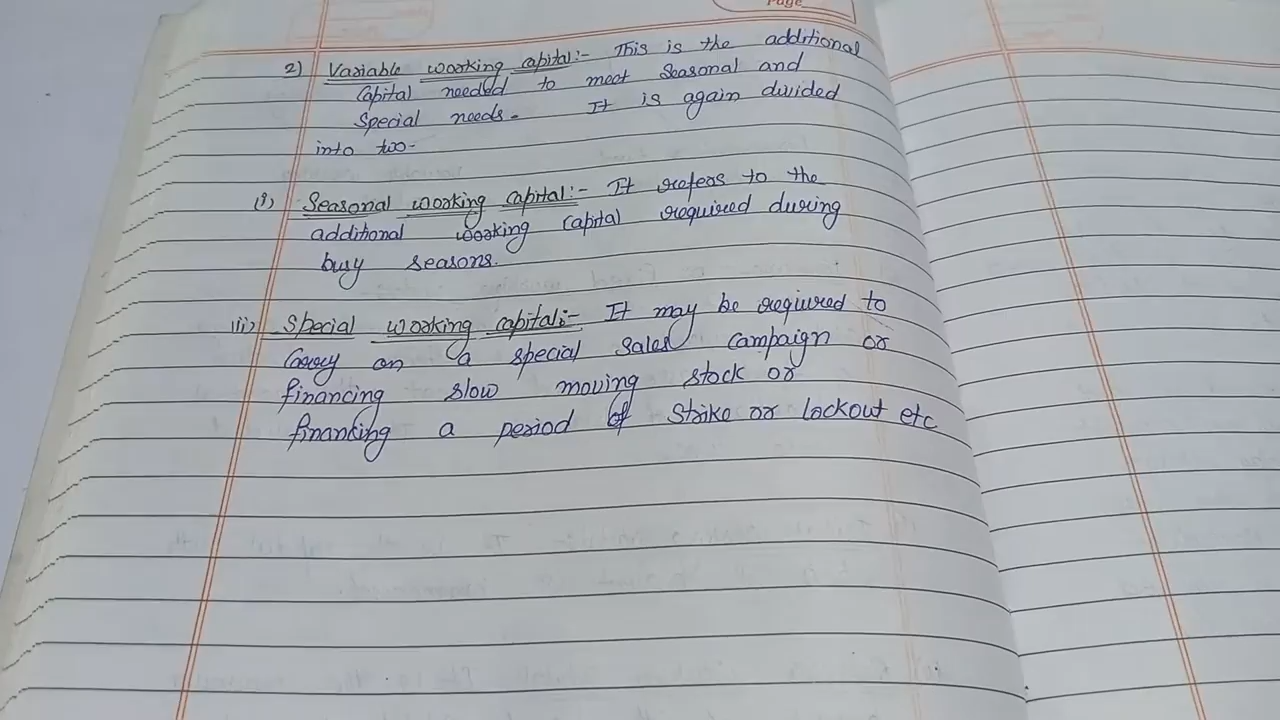 Page
2) Variable working capital:- This is the additional
capital needed to meet seasonal and
special needs. It is again divided
into two-
(i) Seasonal working capital:- It refers to the
additional working capital required during
busy seasons.
(ii) Special working capital:- It may be required to
carry on a special sales campaign or
financing slow moving stock or
financing a period of strike or lockout etc